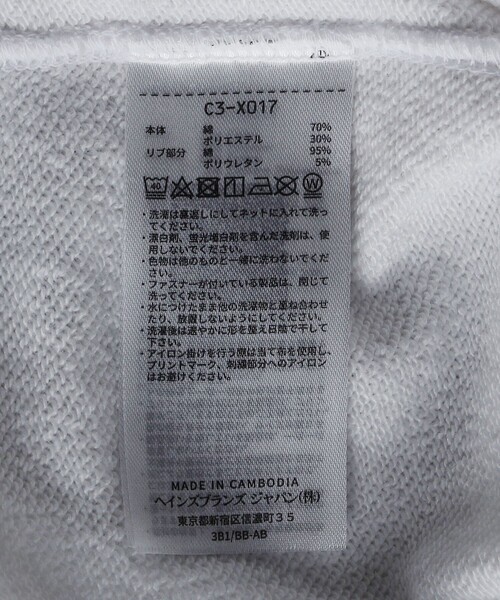 C3-X017
本体 綿 70%
ポリエステル 30%
リブ部分 綿 95%
ポリウレタン 5%
40 W
・洗濯は裏返しにしてネットに入れて洗っ
てください。
・漂白剤、蛍光増白剤を含んだ洗剤は、使
用しないでください。
・色物は他のものと一緒に洗わないでくだ
さい。
・ファスナーが付いている製品は、閉じて
洗ってください。
・水につけたまま他の洗濯物と重ね合わせ
たり、放置しないようにしてください。
・洗濯後は速やかに形を整え日陰で干して
下さい。
・アイロン掛けを行う際は当て布を使用し、
プリントマーク、刺繍部分へのアイロン
はお避けください。
MADE IN CAMBODIA
ヘインズブランズ ジャパン(株)
東京都新宿区信濃町35
3B1/BB-AB